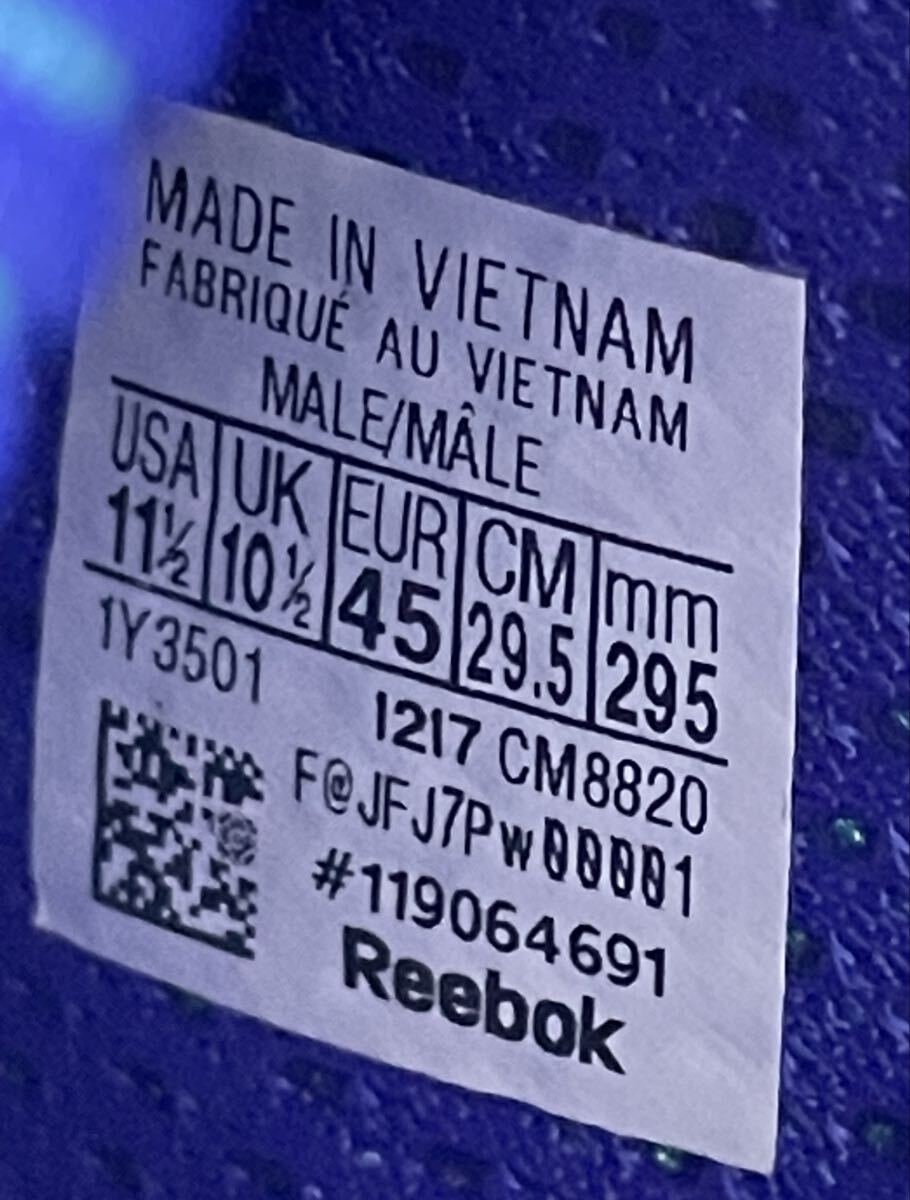 MADE IN VIETNAM
FABRIQUÉ AU VIETNAM
MALE/MÂLE
USA UK EUR CM mm
11½ 10½ 45 29.5 295
1Y3501
1217 CM8820
F@JFJ7Pw00001
#119064691
Reebok